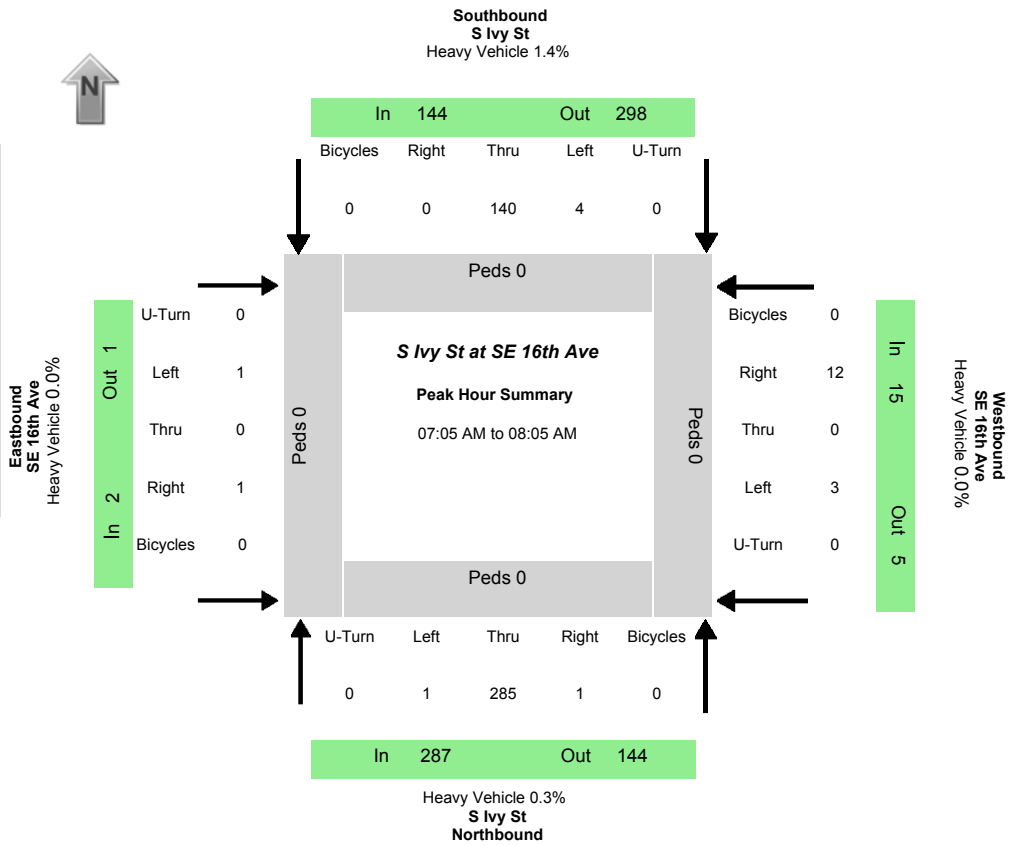 Southbound
S Ivy St
Heavy Vehicle 1.4%
N
In 144 Out 298
Bicycles Right Thru Left U-Turn
0 0 140 4 0
Peds 0
Eastbound
SE 16th Ave
Heavy Vehicle 0.0%
In 2 Out 1
U-Turn 0
Left 1
Thru 0
Right 1
Bicycles 0
Peds 0
S Ivy St at SE 16th Ave
Peak Hour Summary
07:05 AM to 08:05 AM
Peds 0
Bicycles 0
Right 12
Thru 0
Left 3
U-Turn 0
In 15 Out 5
Westbound
SE 16th Ave
Heavy Vehicle 0.0%
Peds 0
U-Turn Left Thru Right Bicycles
0 1 285 1 0
In 287 Out 144
Heavy Vehicle 0.3%
S Ivy St
Northbound